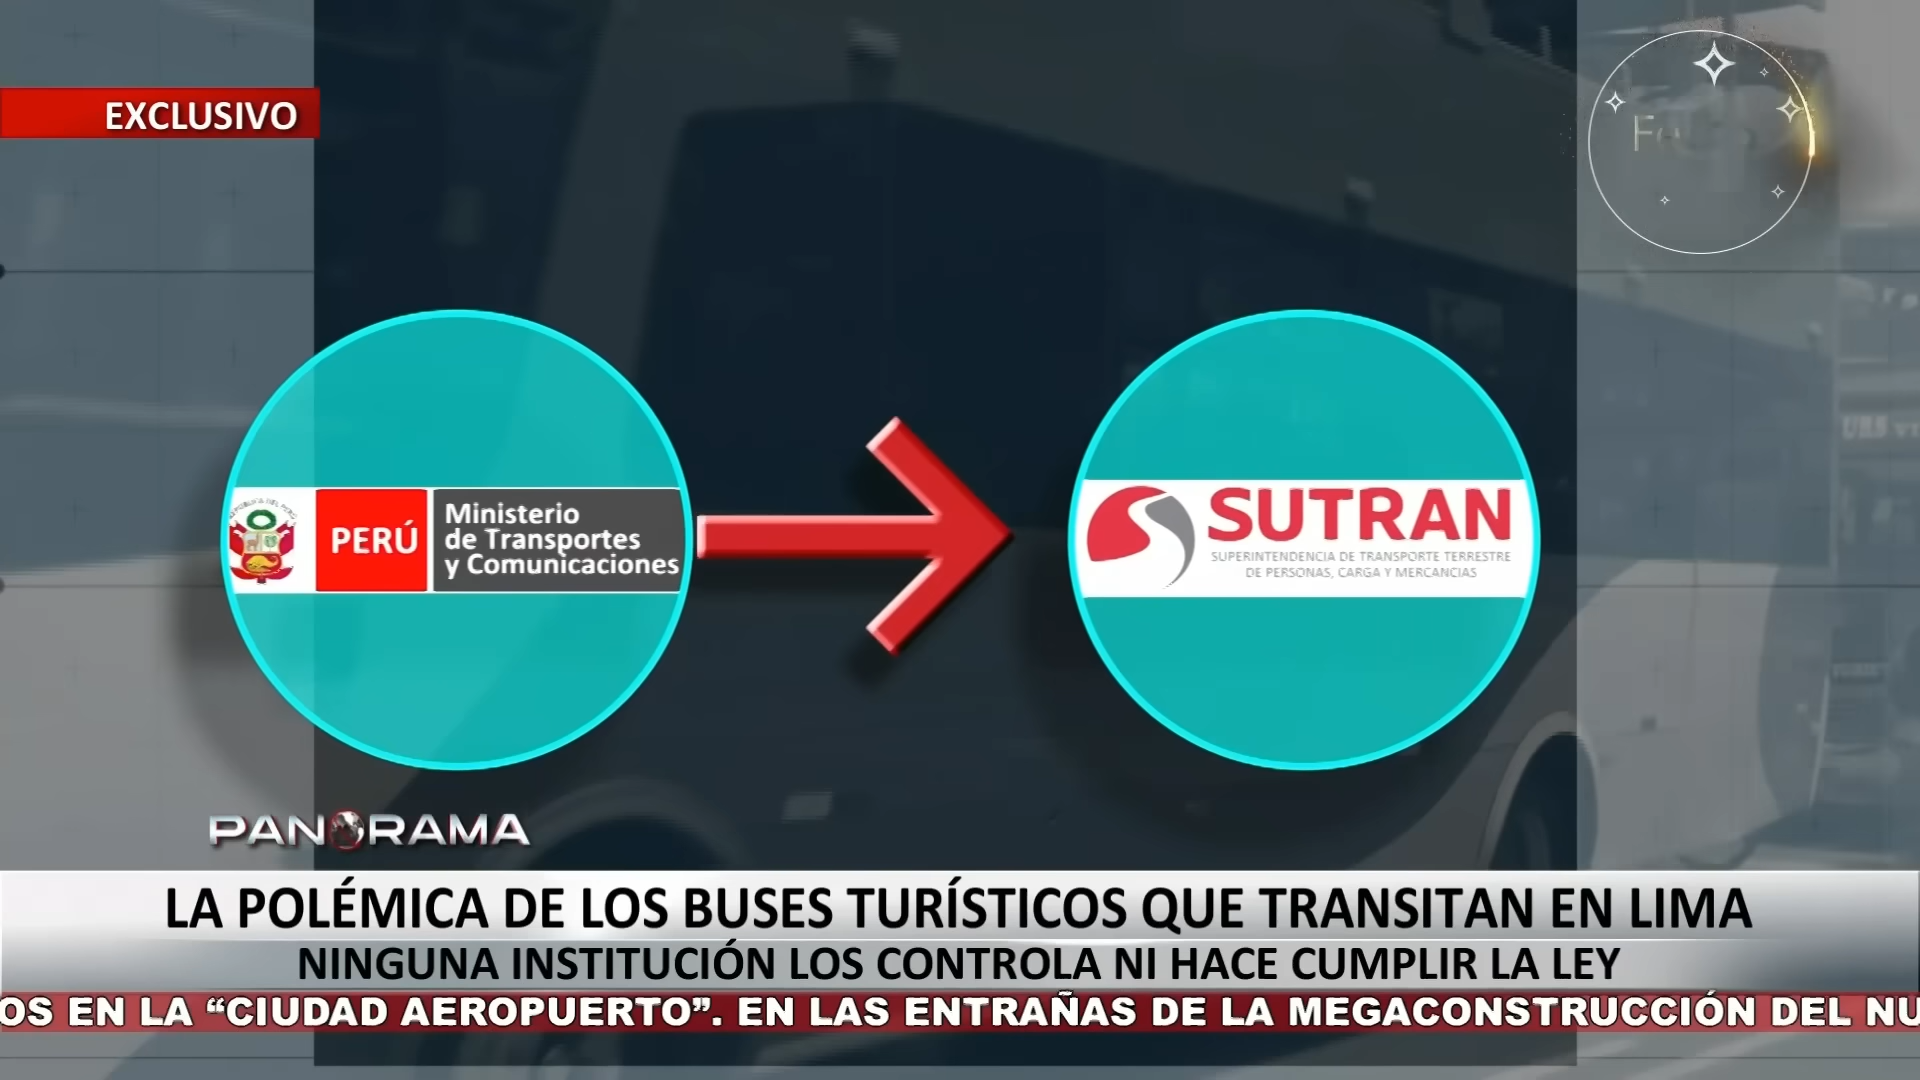 EXCLUSIVO
PERÚ
Ministerio
de Transportes
y Comunicaciones
SUTRAN
SUPERINTENDENCIA DE TRANSPORTE TERRESTRE
DE PERSONAS, CARGA Y MERCANCIAS
PANORAMA
LA POLÉMICA DE LOS BUSES TURÍSTICOS QUE TRANSITAN EN LIMA
NINGUNA INSTITUCIÓN LOS CONTROLA NI HACE CUMPLIR LA LEY
OS EN LA “CIUDAD AEROPUERTO”. EN LAS ENTRAÑAS DE LA MEGACONSTRUCCIÓN DEL NU